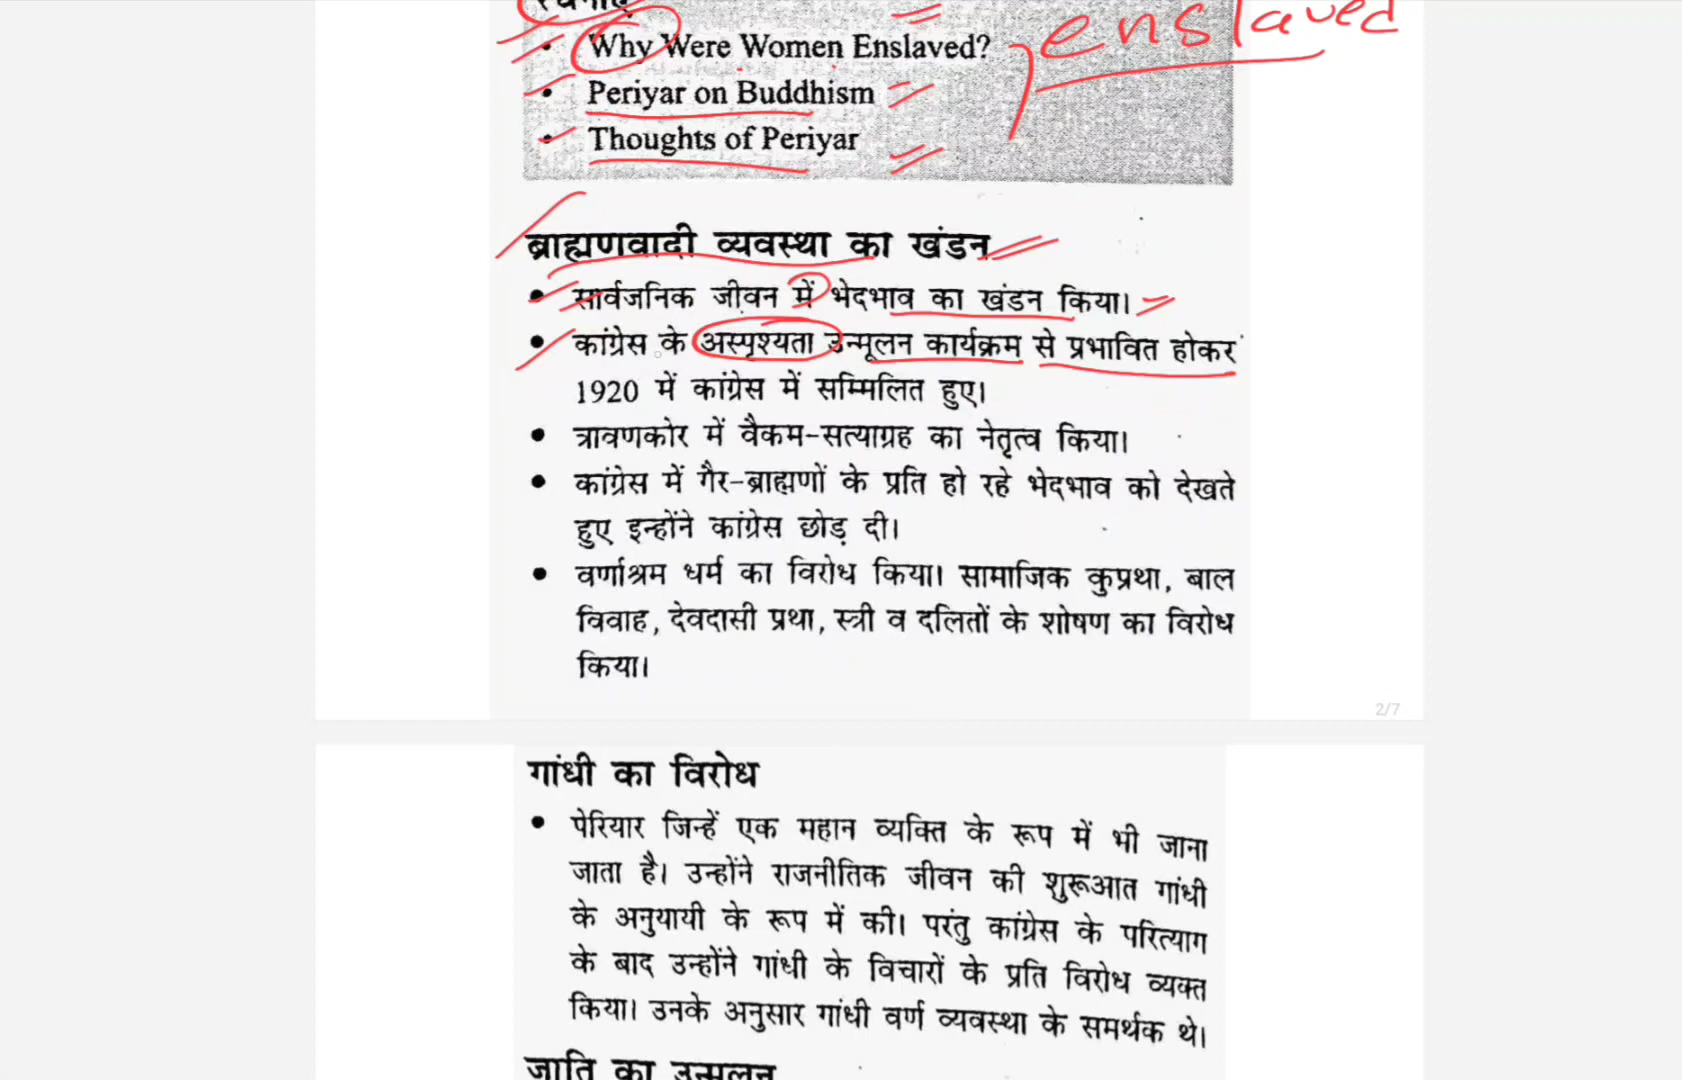 enslaved
• Why Were Women Enslaved?
• Periyar on Buddhism
• Thoughts of Periyar
ब्राह्मणवादी व्यवस्था का खंडन
• सार्वजनिक जीवन में भेदभाव का खंडन किया।
• कांग्रेस के अस्पृश्यता उन्मूलन कार्यक्रम से प्रभावित होकर
1920 में कांग्रेस में सम्मिलित हुए।
• त्रावणकोर में वैकम-सत्याग्रह का नेतृत्व किया।
• कांग्रेस में गैर-ब्राह्मणों के प्रति हो रहे भेदभाव को देखते
हुए इन्होंने कांग्रेस छोड़ दी।
• वर्णाश्रम धर्म का विरोध किया। सामाजिक कुप्रथा, बाल
विवाह, देवदासी प्रथा, स्त्री व दलितों के शोषण का विरोध
किया।
2/7
गांधी का विरोध
• पेरियार जिन्हें एक महान व्यक्ति के रूप में भी जाना
जाता है। उन्होंने राजनीतिक जीवन की शुरूआत गांधी
के अनुयायी के रूप में की। परंतु कांग्रेस के परित्याग
के बाद उन्होंने गांधी के विचारों के प्रति विरोध व्यक्त
किया। उनके अनुसार गांधी वर्ण व्यवस्था के समर्थक थे।
जाति का उन्मूलन